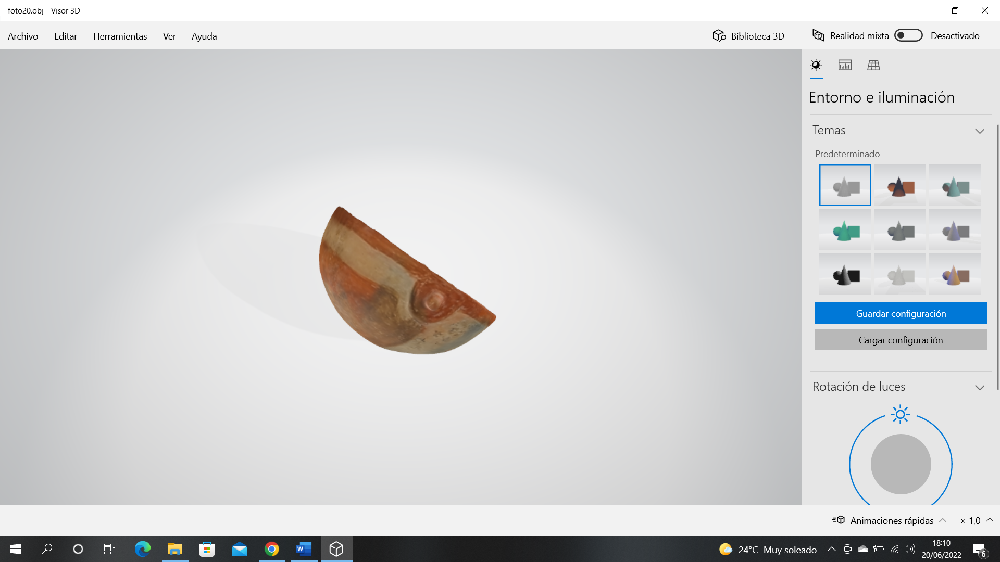 foto20.obj - Visor 3D
Archivo Editar Herramientas Ver Ayuda Biblioteca 3D Realidad mixta Desactivado
Entorno e iluminación
Temas
Predeterminado
Guardar configuración
Cargar configuración
Rotación de luces
Animaciones rápidas × 1,0
24°C Muy soleado
18:10
20/06/2022
6